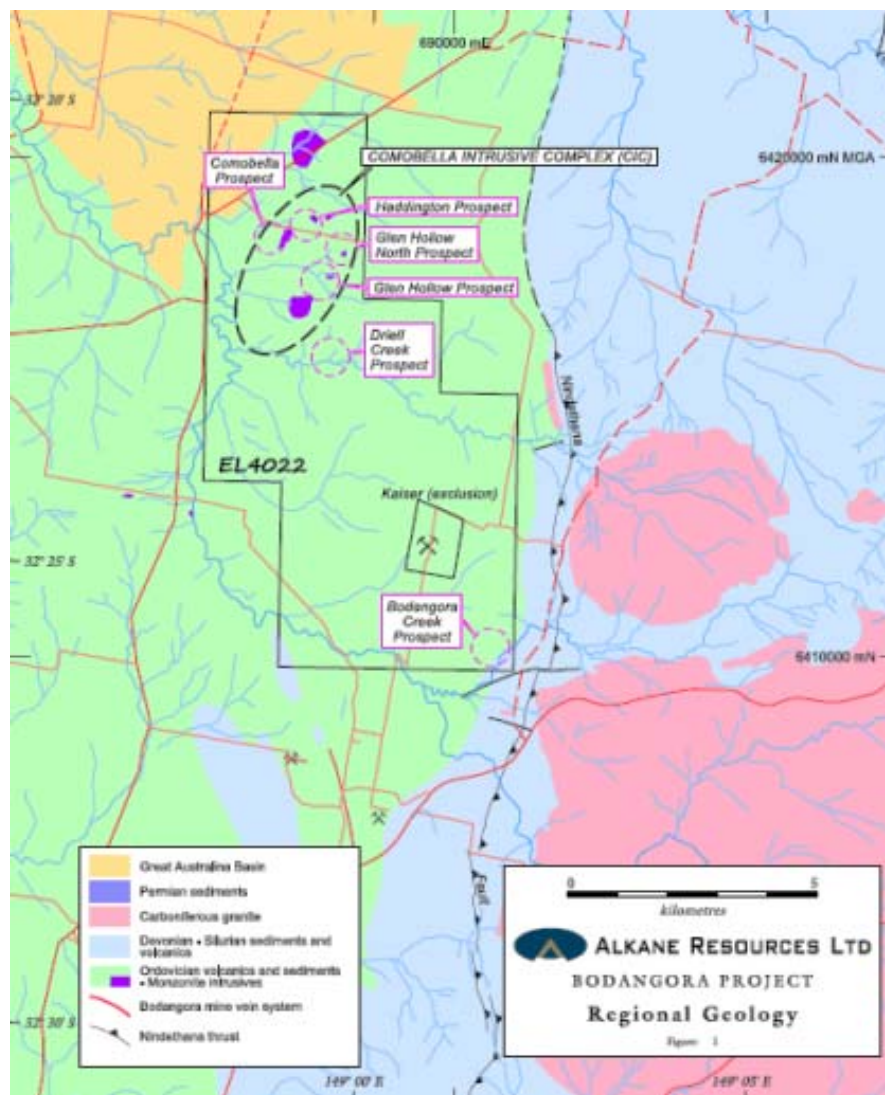 690000 mE
32° 20' S
COMOBELLA INTRUSIVE COMPLEX (CIC)
6420000 mN MGA
Comobella
Prospect
Haddington Prospect
Glen Hollow
North Prospect
Glen Hollow Prospect
Driell
Creek
Prospect
Nindethana
EL4022
Kaiser (exclusion)
32° 25' S
Bodangora
Creek
Prospect
6410000 mN
Fault
Great Australina Basin
Permian sediments
Carboniferous granite
Devonian • Silurian sediments and
volcanics
Ordovician volcanics and sediments
• Monzonite intrusives
Bodangora mine vein system
Nindethana thrust
0 5
kilometres
ALKANE RESOURCES LTD
BODANGORA PROJECT
Regional Geology
Figure 1
32° 30' S
149° 00' E
149° 05' E